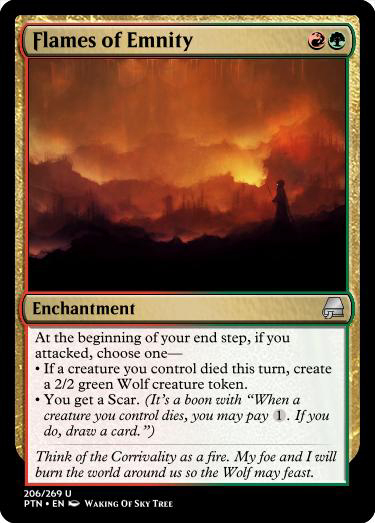 Flames of Emnity
Enchantment
At the beginning of your end step, if you
attacked, choose one—
• If a creature you control died this turn, create
a 2/2 green Wolf creature token.
• You get a Scar. (It's a boon with “When a
creature you control dies, you may pay 1. If you
do, draw a card.”)
Think of the Corrivality as a fire. My foe and I will
burn the world around us so the Wolf may feast.
206/269 U
PTN • EN Waking Of Sky Tree